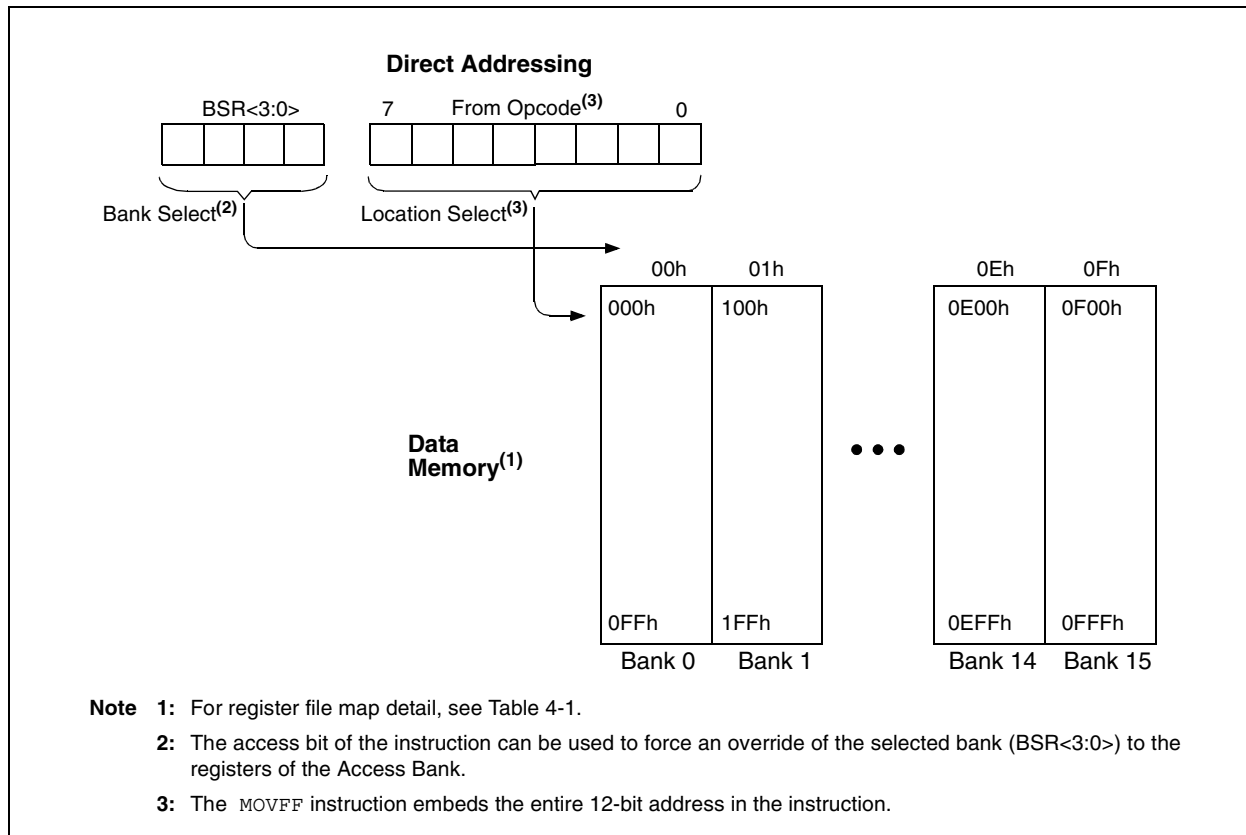 Direct Addressing
BSR<3:0> 7 From Opcode(3) 0
Bank Select(2) Location Select(3)
00h 01h 0Eh 0Fh
000h 100h 0E00h 0F00h
Data
Memory(1)
0FFh 1FFh 0EFFh 0FFFh
Bank 0 Bank 1 Bank 14 Bank 15
Note 1: For register file map detail, see Table 4-1.
2: The access bit of the instruction can be used to force an override of the selected bank (BSR<3:0>) to the
registers of the Access Bank.
3: The MOVFF instruction embeds the entire 12-bit address in the instruction.